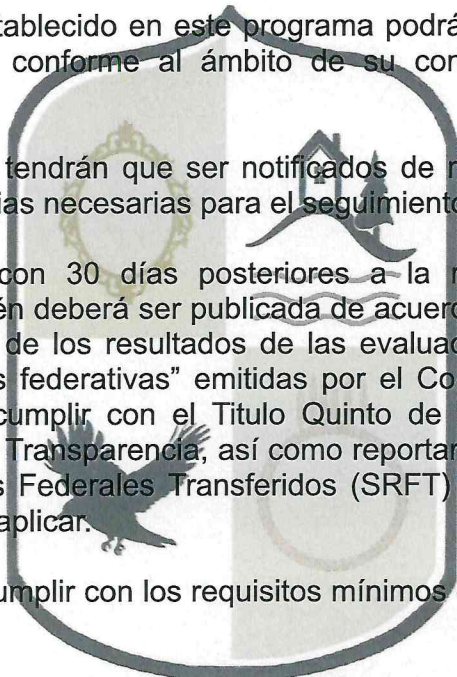 tablecido en este programa podrá
conforme al ámbito de su con
tendrán que ser notificados de r
ias necesarias para el seguimiento
con 30 días posteriores a la r
én deberá ser publicada de acuerd
de los resultados de las evaluac
s federativas” emitidas por el Co
cumplir con el Titulo Quinto de
Transparencia, así como reportar
s Federales Transferidos (SRFT)
aplicar.
cumplir con los requisitos mínimos